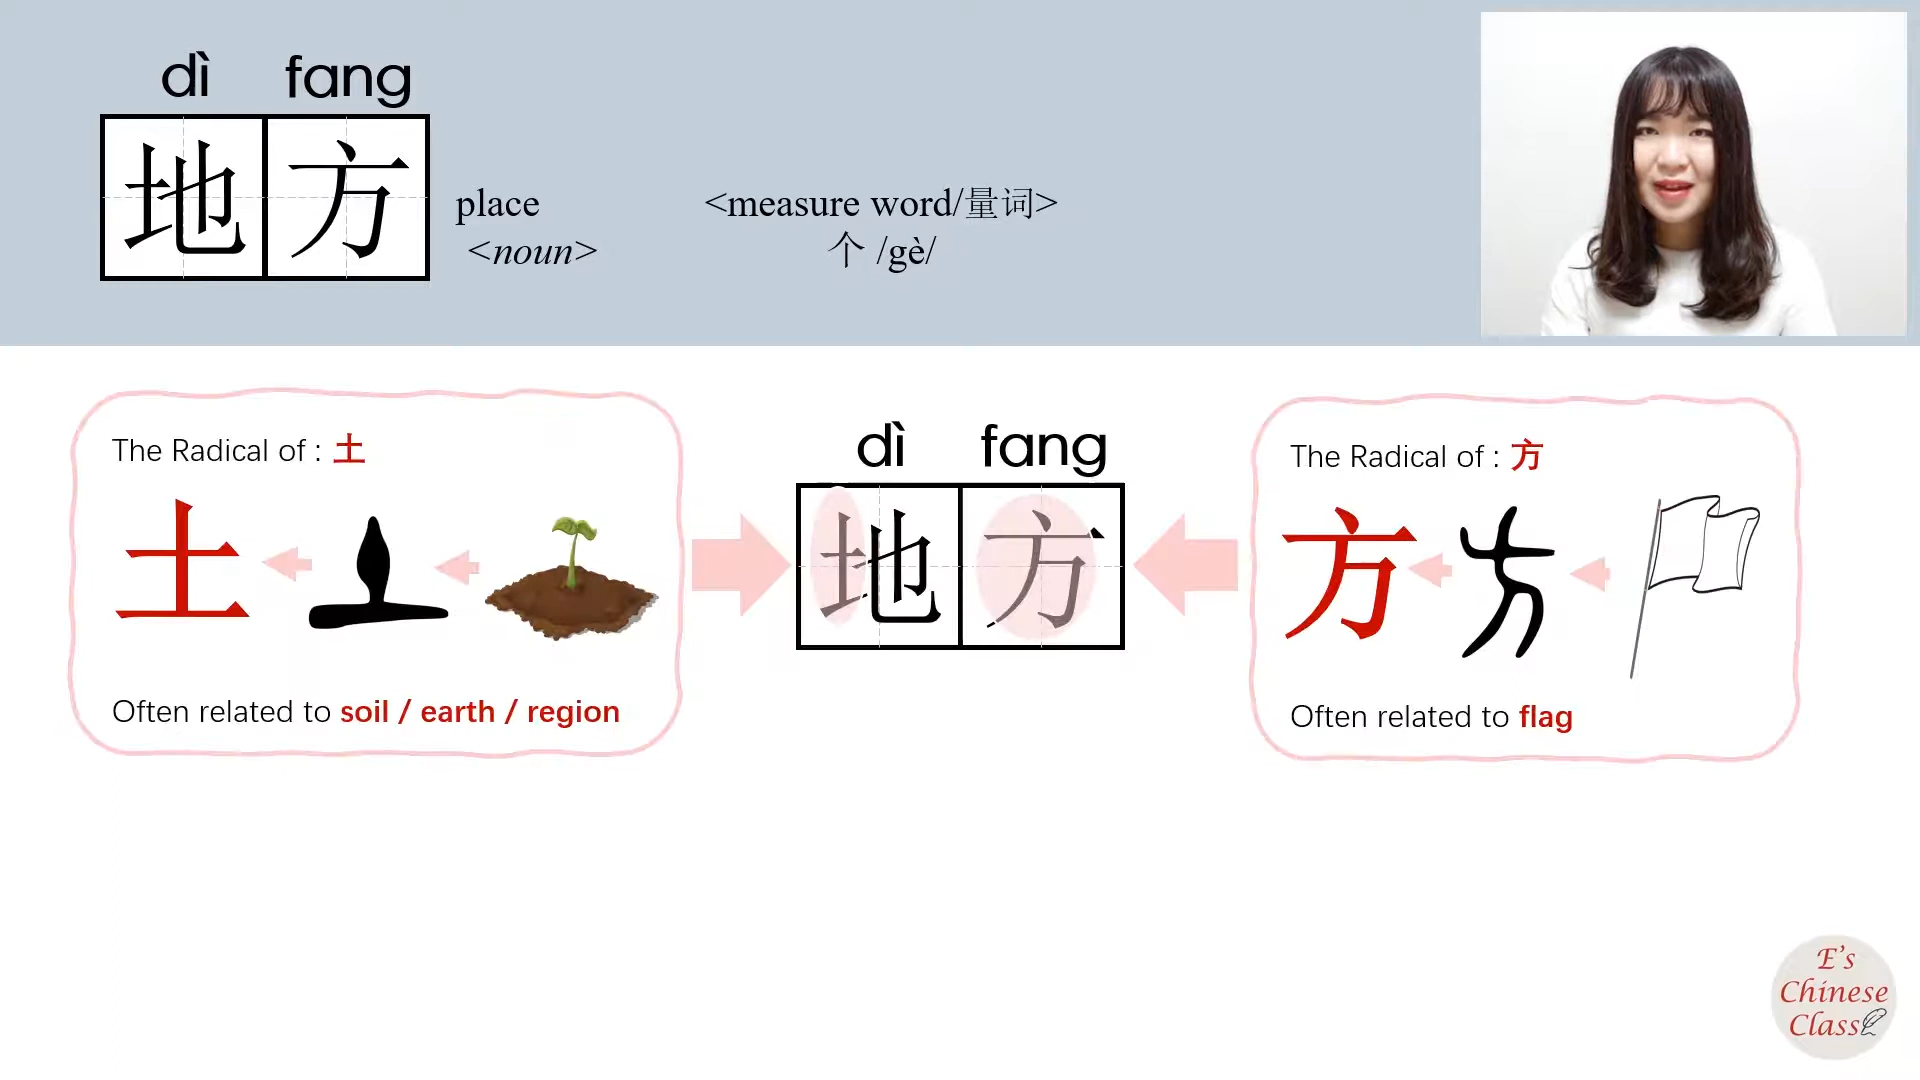 dì fang
地方
place
<noun>
<measure word/量词>
个 /gè/
The Radical of : 土
土
Often related to soil / earth / region
dì fang
地方
The Radical of : 方
方
Often related to flag
E's
Chinese
Class